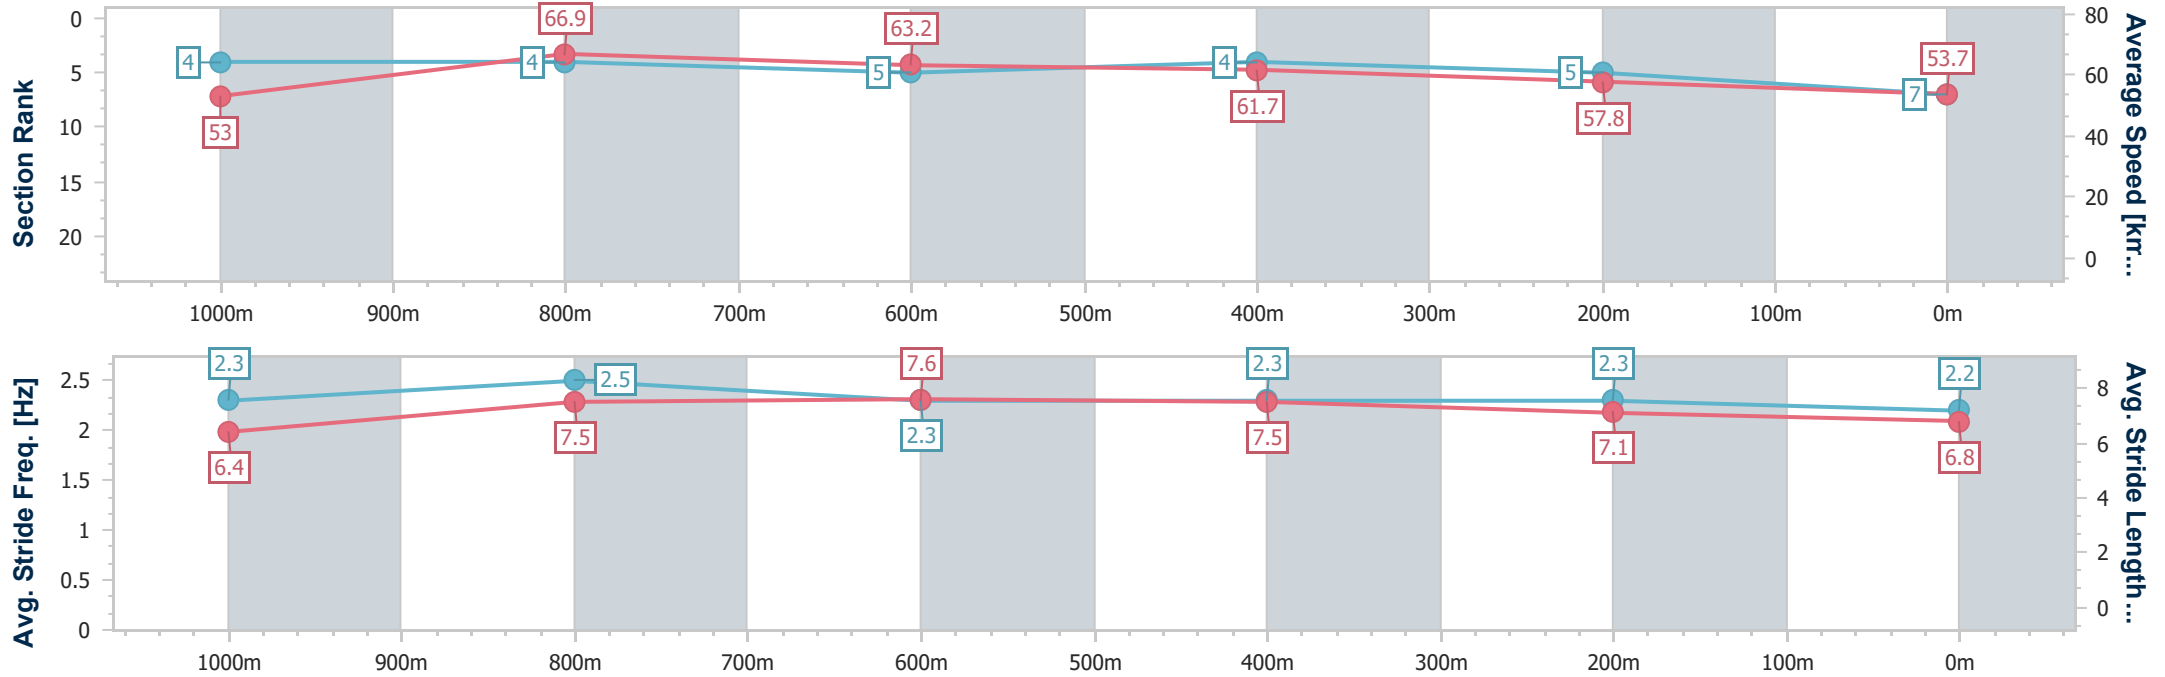 Section Rank
0
5
10
15
20
4
53
66.9
4
63.2
5
4
61.7
5
57.8
53.7
7
80
60
40
20
0
Average Speed [km...
1000m
900m
800m
700m
600m
500m
400m
300m
200m
100m
0m
Avg. Stride Freq. [Hz]
2.5
2
1.5
1
0.5
0
2.3
6.4
2.5
7.5
7.6
2.3
2.3
7.5
2.3
7.1
2.2
6.8
8
6
4
2
0
Avg. Stride Length...
1000m
900m
800m
700m
600m
500m
400m
300m
200m
100m
0m